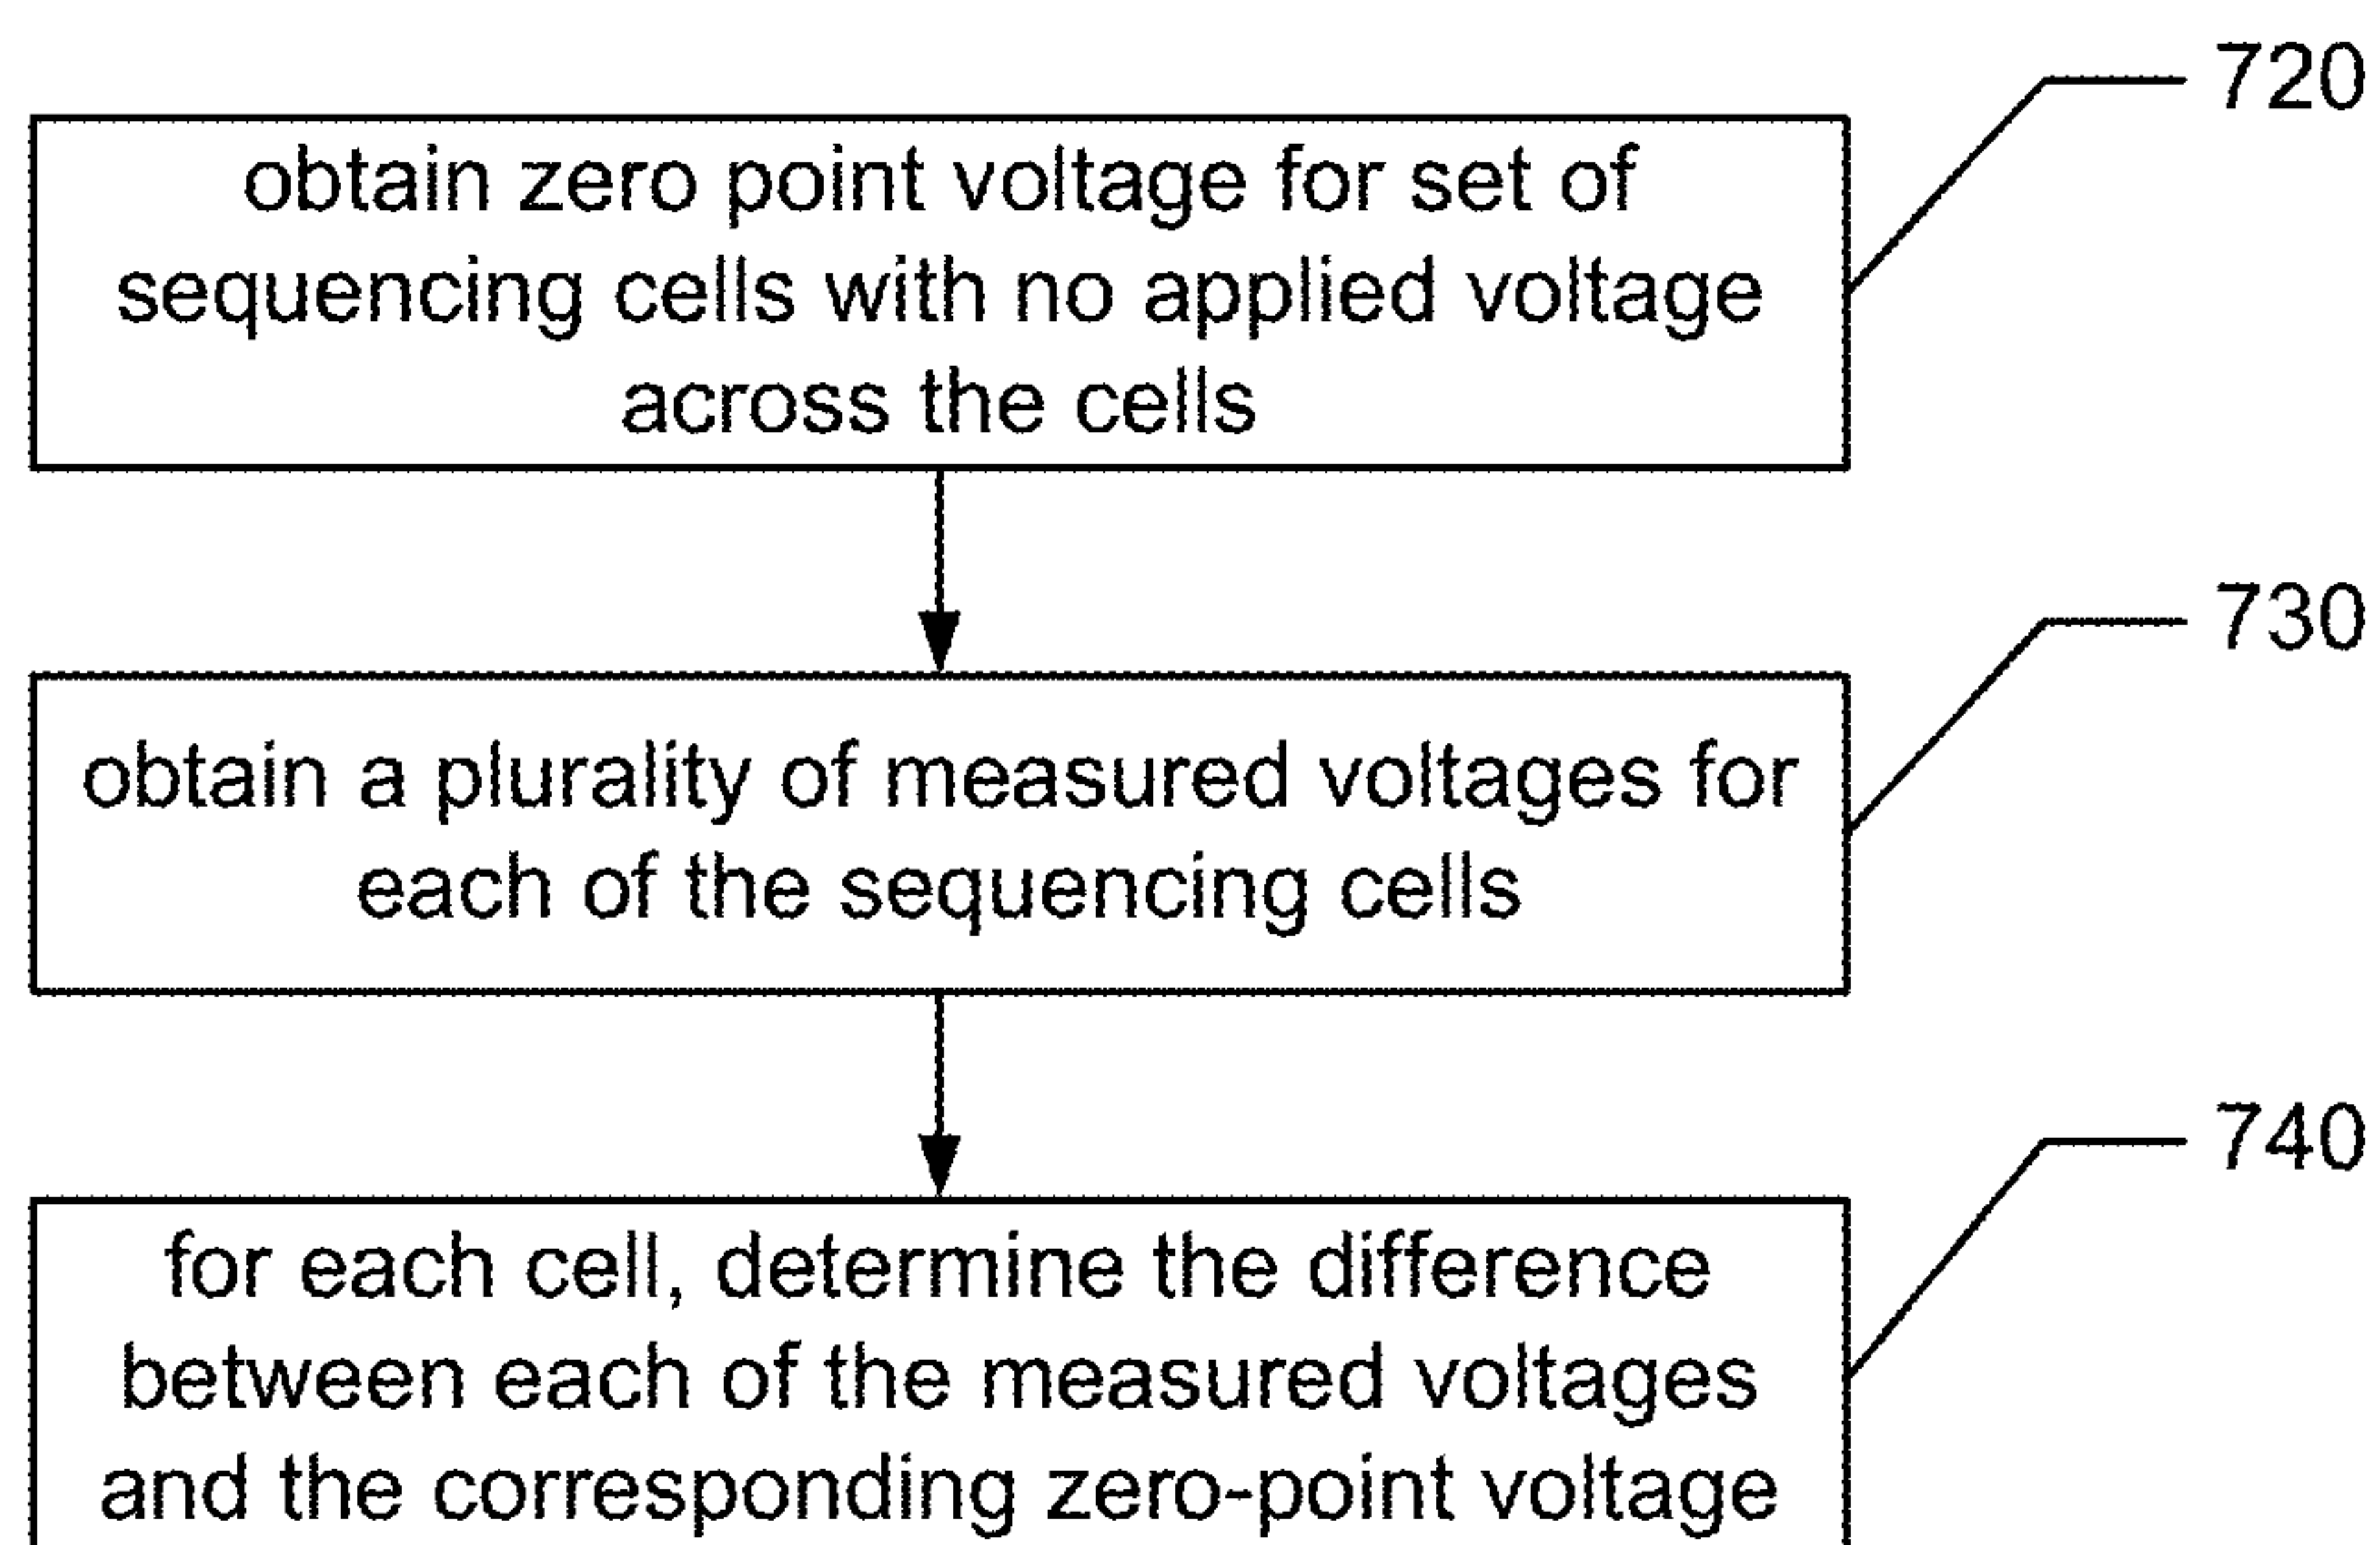 720
obtain zero point voltage for set of
sequencing cells with no applied voltage
across the cells
730
obtain a plurality of measured voltages for
each of the sequencing cells
740
for each cell, determine the difference
between each of the measured voltages
and the corresponding zero-point voltage